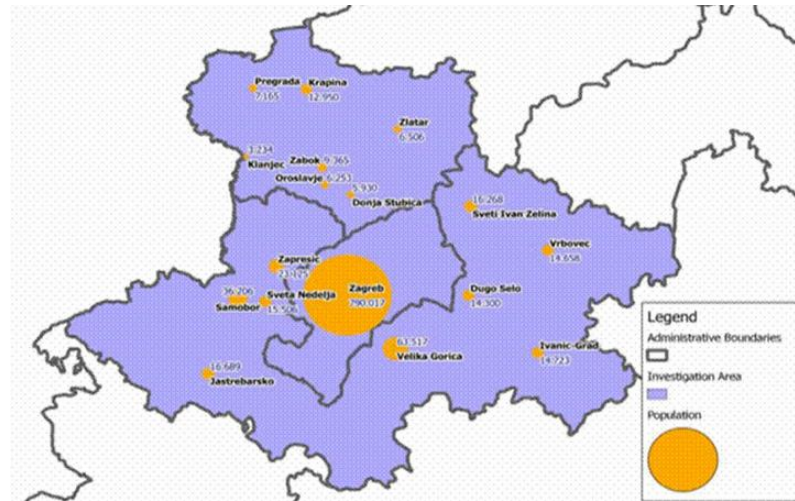 Pregrada
7.165
Krapina
12.950
Zlatar
6.506
3.234
Klanjec
Zabok
9.365
Oroslavje
6.253
5.930
Donja Stubica
16.268
Sveti Ivan Zelina
Vrbovec
14.658
Zapresic
23.125
36.206
Samobor
Sveta Nedelja
15.506
Zagreb
790.017
Dugo Selo
14.300
63.517
Velika Gorica
Ivanic-Grad
14.723
16.689
Jastrebarsko
Legend
Administrative Boundaries
Investigation Area
Population